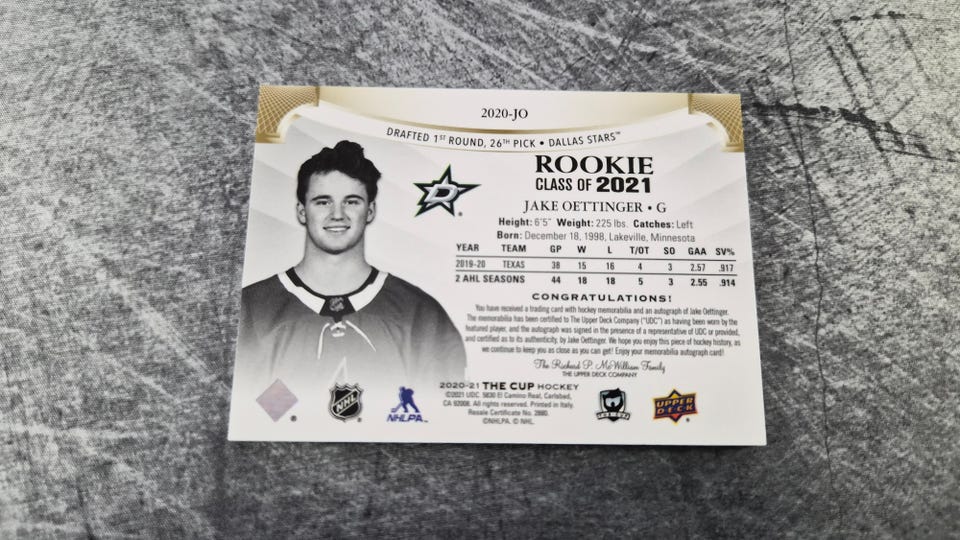 2020-JO
DRAFTED 1ST ROUND, 26TH PICK • DALLAS STARS™
D
ROOKIE
CLASS OF 2021
JAKE OETTINGER • G
Height: 6'5" Weight: 225 lbs. Catches: Left
Born: December 18, 1998, Lakeville, Minnesota
YEAR TEAM GP W L T/OT SO GAA SV%
2019-20 TEXAS 38 15 16 4 3 2.57 .917
2 AHL SEASONS 44 18 18 5 3 2.55 .914
CONGRATULATIONS!
You have received a trading card with hockey memorabilia and an autograph of Jake Oettinger.
The memorabilia has been certified to The Upper Deck Company ("UDC") as having been worn by the
featured player, and the autograph was signed in the presence of a representative of UDC or provided,
and certified as to its authenticity, by Jake Oettinger. We hope you enjoy this piece of hockey history, as
we continue to keep you as close as you can get! Enjoy your memorabilia autograph card!
The Richard P. McWilliam Family
THE UPPER DECK COMPANY
2020-21 THE CUP HOCKEY
©2021 UDC. 5830 El Camino Real, Carlsbad,
CA 92008. All rights reserved. Printed in Italy.
Resale Certificate No. 2880.
©NHLPA. © NHL.
NHL
NHLPA
THE CUP
UPPER
DECK